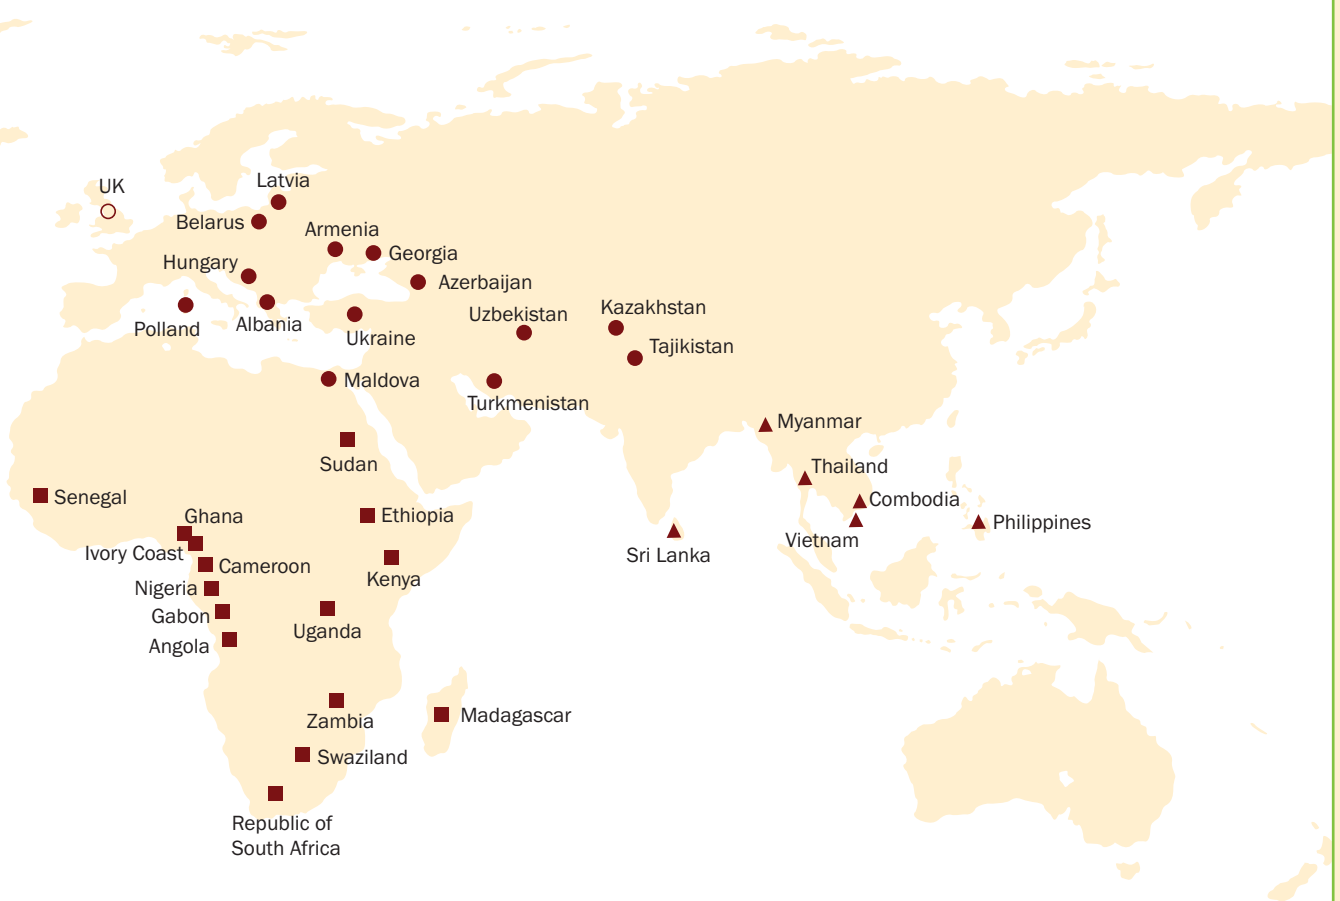 UK
Latvia
Belarus
Armenia
Georgia
Hungary
Azerbaijan
Polland
Albania
Ukraine
Uzbekistan
Kazakhstan
Tajikistan
Maldova
Turkmenistan
Myanmar
Sudan
Thailand
Senegal
Combodia
Ghana
Ethiopia
Philippines
Ivory Coast
Vietnam
Sri Lanka
Cameroon
Kenya
Nigeria
Gabon
Uganda
Angola
Zambia
Madagascar
Swaziland
Republic of
South Africa